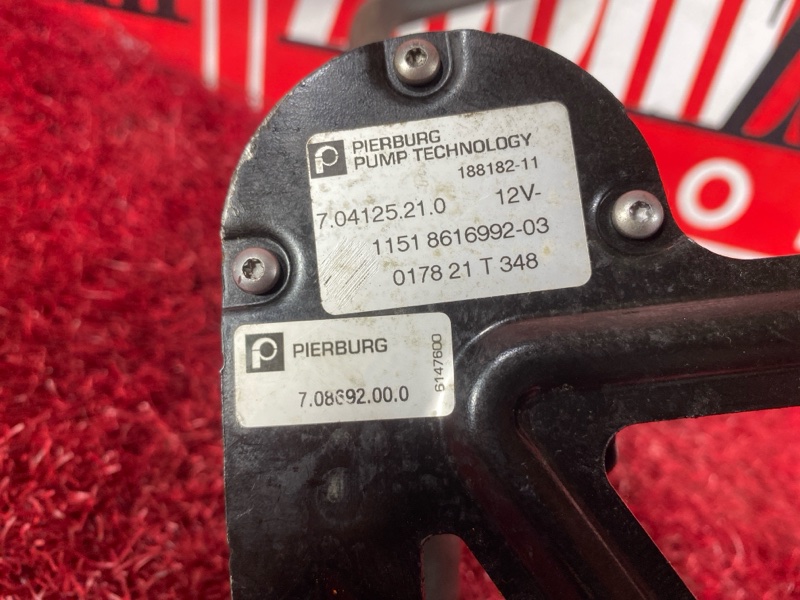 PIERBURG
PUMP TECHNOLOGY
188182-11
7.04125.21.0 12V-
1151 8616992-03
0178 21 T 348
PIERBURG
6147600
7.08692.00.0